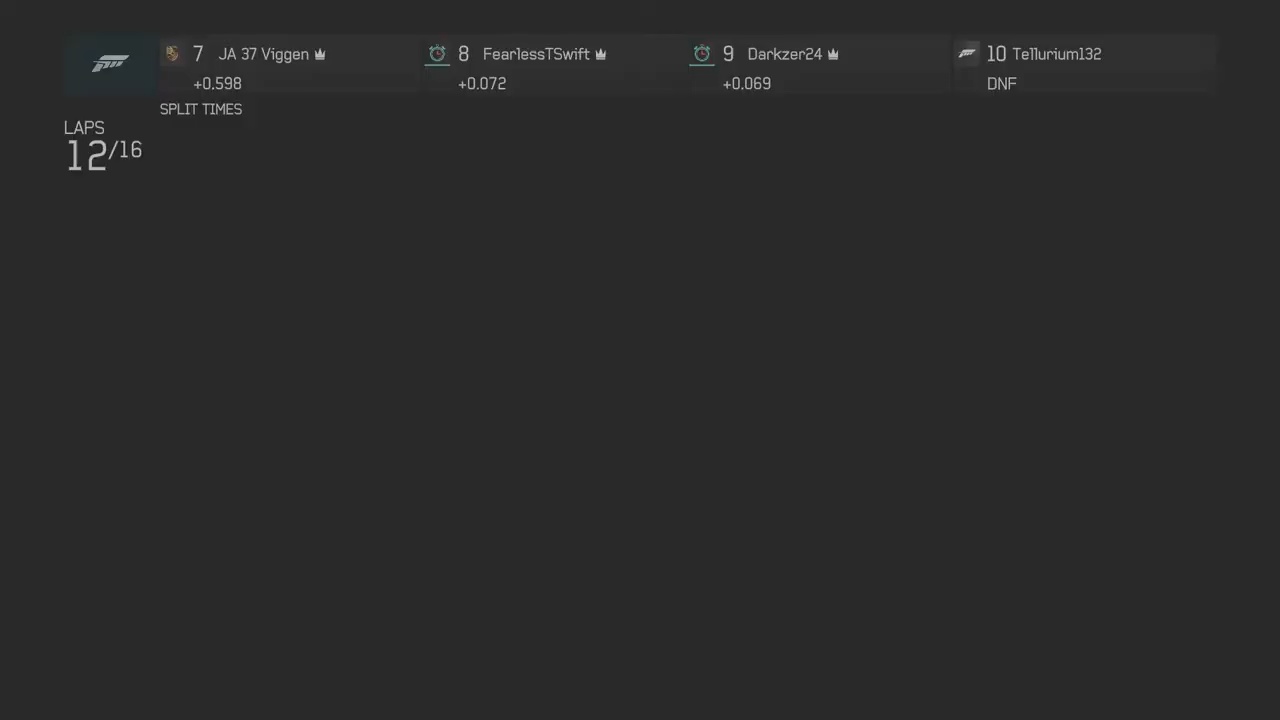 7 JA 37 Viggen
+0.598
8 FearlessTSwift
+0.072
9 Darkzer24
+0.069
10 Tellurium132
DNF
SPLIT TIMES
LAPS
12/16